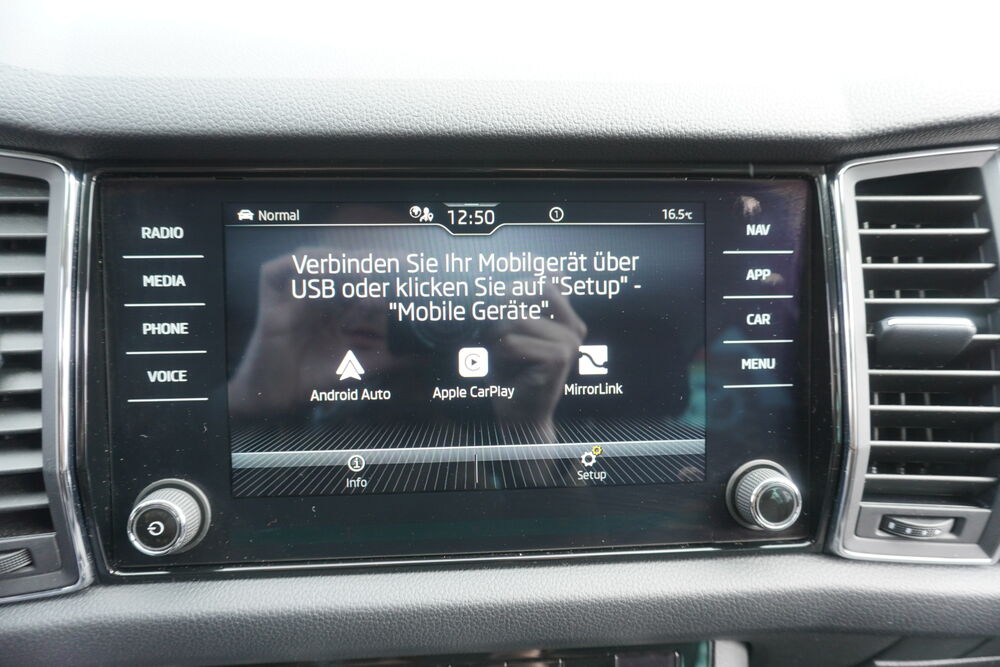 Normal
12:50
1
16.5°C
RADIO
MEDIA
PHONE
VOICE
Verbinden Sie Ihr Mobilgerät über
USB oder klicken Sie auf "Setup" -
"Mobile Geräte".
Android Auto
Apple CarPlay
MirrorLink
Info
Setup
NAV
APP
CAR
MENU